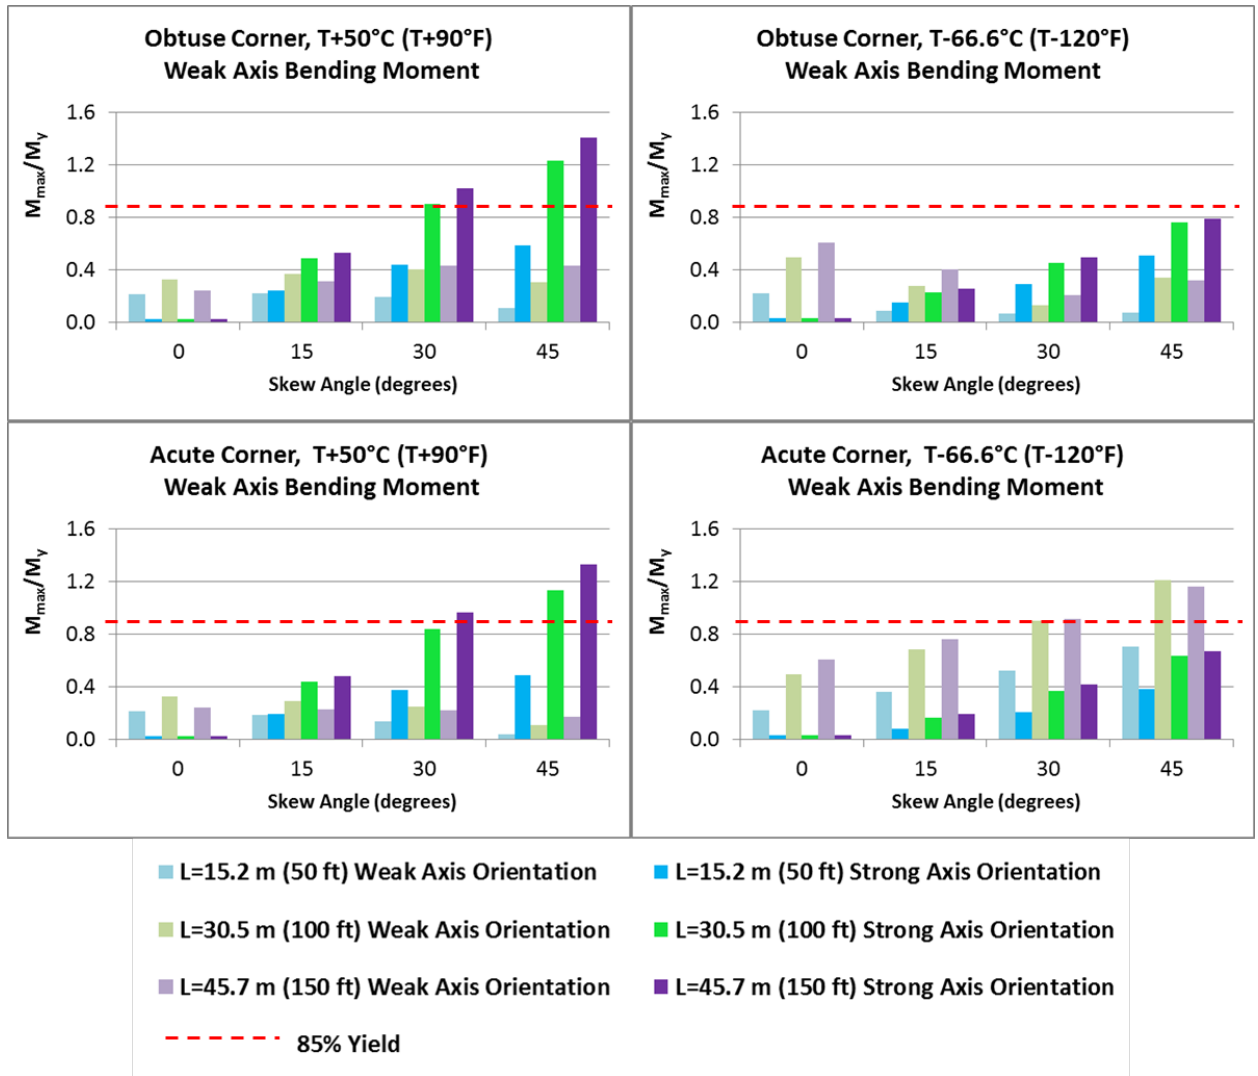 Obtuse Corner, T+50°C (T+90°F)
Weak Axis Bending Moment
Mmax/My
1.6
1.2
0.8
0.4
0.0
0 15 30 45
Skew Angle (degrees)
Obtuse Corner, T-66.6°C (T-120°F)
Weak Axis Bending Moment
Mmax/My
1.6
1.2
0.8
0.4
0.0
0 15 30 45
Skew Angle (degrees)
Acute Corner, T+50°C (T+90°F)
Weak Axis Bending Moment
Mmax/My
1.6
1.2
0.8
0.4
0.0
0 15 30 45
Skew Angle (degrees)
Acute Corner, T-66.6°C (T-120°F)
Weak Axis Bending Moment
Mmax/My
1.6
1.2
0.8
0.4
0.0
0 15 30 45
Skew Angle (degrees)
L=15.2 m (50 ft) Weak Axis Orientation
L=15.2 m (50 ft) Strong Axis Orientation
L=30.5 m (100 ft) Weak Axis Orientation
L=30.5 m (100 ft) Strong Axis Orientation
L=45.7 m (150 ft) Weak Axis Orientation
L=45.7 m (150 ft) Strong Axis Orientation
85% Yield